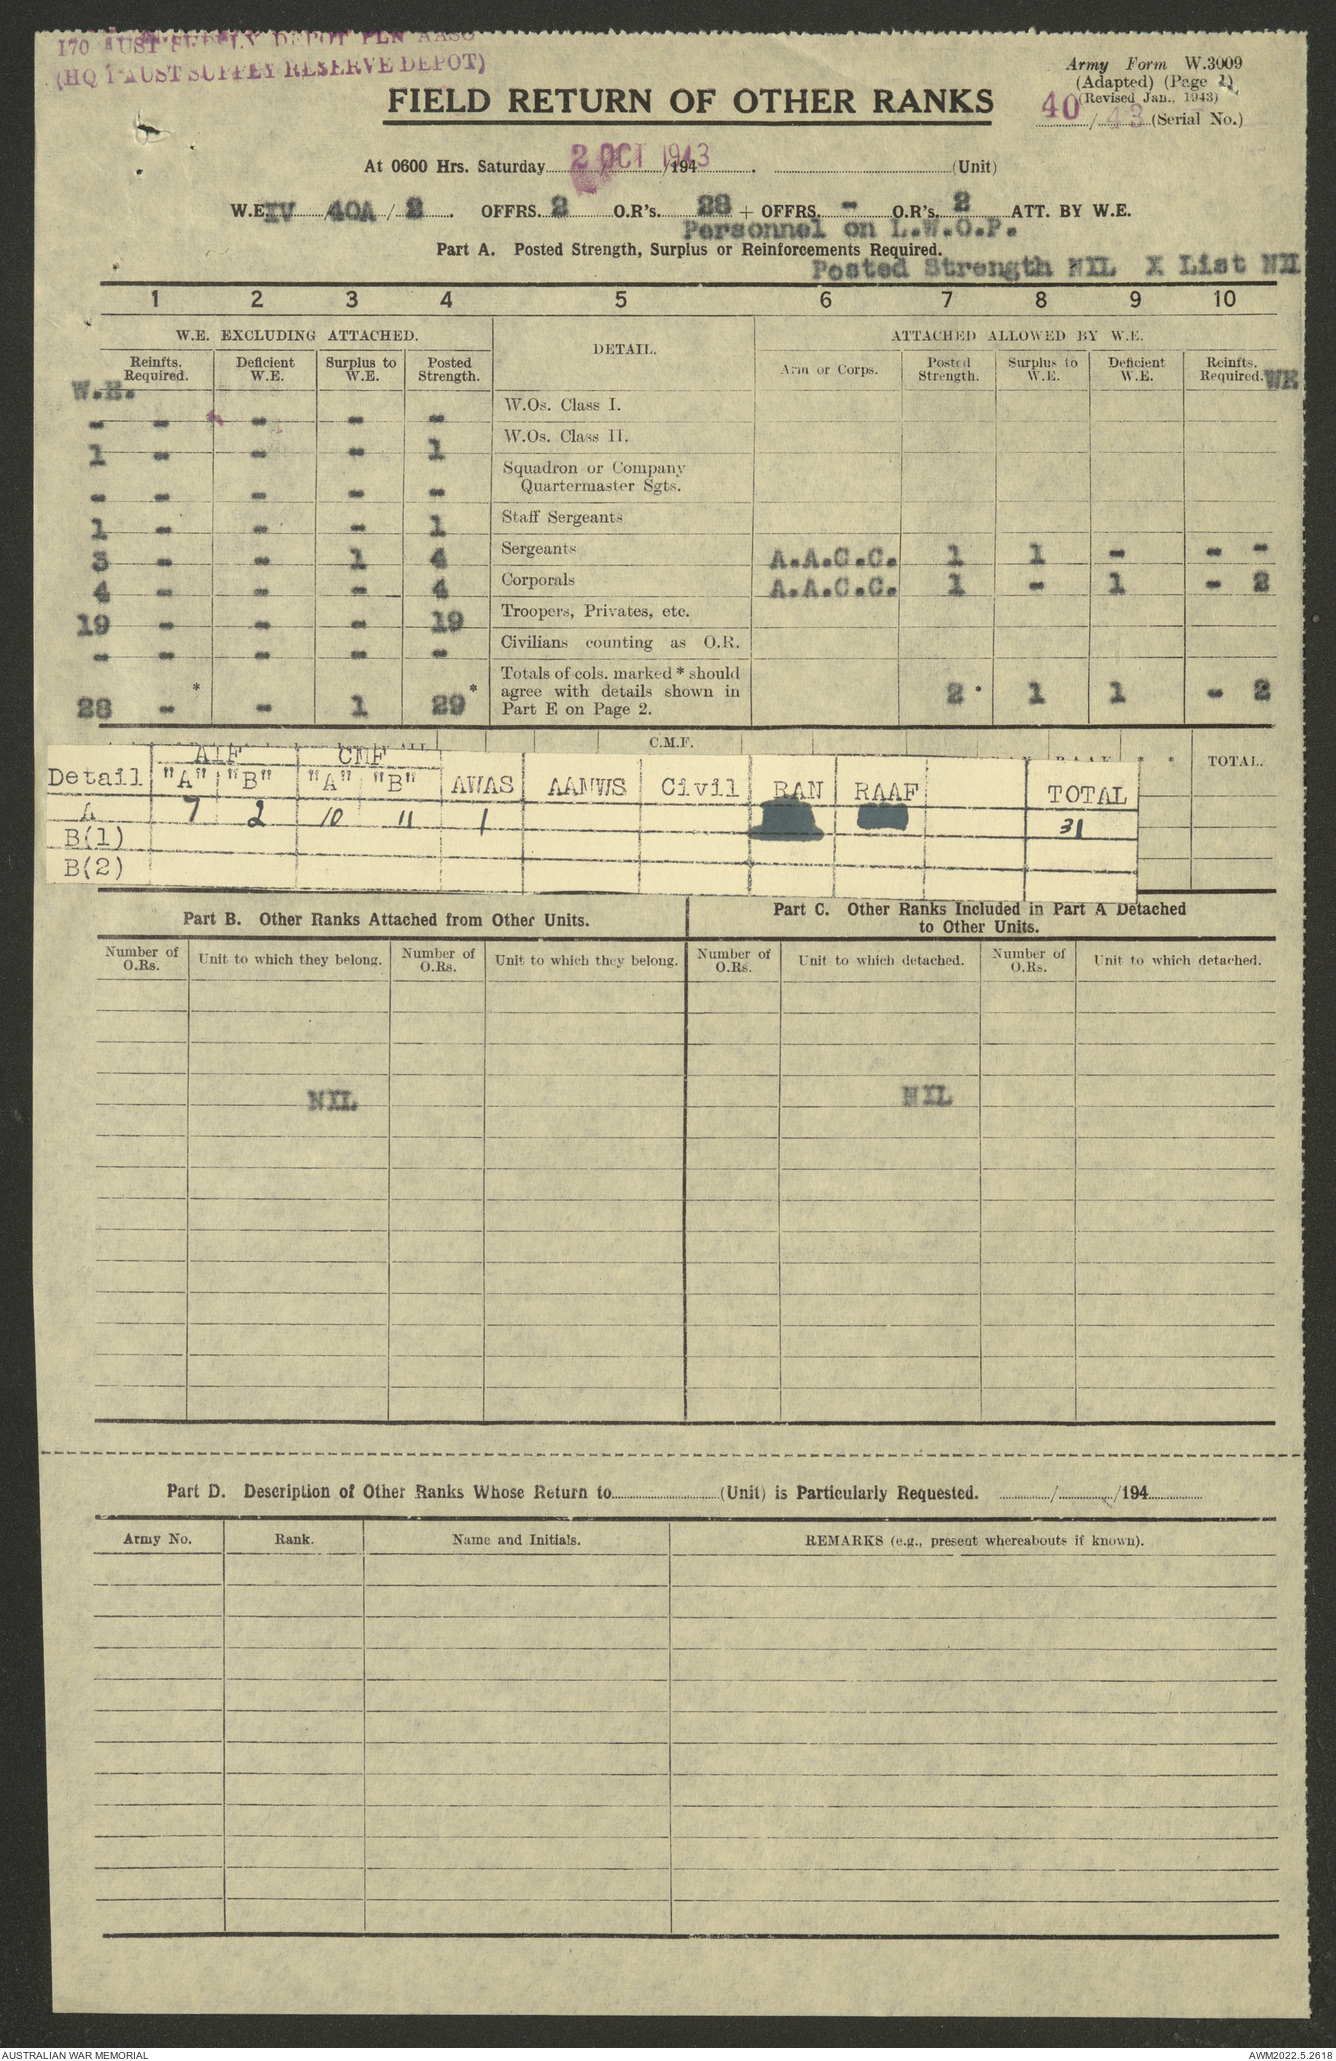 170 AUST SUPPLY DEPOT PLN AASC
(HQ 1 AUST SUPPLY RESERVE DEPOT)
Army Form W.3009
(Adapted) (Page 1)
(Revised Jan., 1943)
40/43 (Serial No.)
FIELD RETURN OF OTHER RANKS
At 0600 Hrs. Saturday 2 OCT 1943 /194 . (Unit)
W.E. IV / 40A / 2 . OFFRS. 2 O.R's. 28 + OFFRS. - O.R's. 2 ATT. BY W.E.
Personnel on L.W.O.P.
Part A. Posted Strength, Surplus or Reinforcements Required.
Posted Strength NIL X List NIL
1 2 3 4 5 6 7 8 9 10
W.E. EXCLUDING ATTACHED. DETAIL. ATTACHED ALLOWED BY W.E.
Reinfts. Required. Deficient W.E. Surplus to W.E. Posted Strength. Arm or Corps. Posted Strength. Surplus to W.E. Deficient W.E. Reinfts. Required.
W.E. WE
- - - - - W.Os. Class I.
1 - - - 1 W.Os. Class II.
- - - - - Squadron or Company Quartermaster Sgts.
1 - - - 1 Staff Sergeants
3 - - 1 4 Sergeants A.A.C.C. 1 1 - - -
4 - - - 4 Corporals A.A.C.C. 1 - 1 - 2
19 - - - 19 Troopers, Privates, etc.
- - - - - Civilians counting as O.R.
28 - * - 1 29 * Totals of cols. marked * should agree with details shown in Part E on Page 2. 2 * 1 1 - 2
C.M.F.
* * TOTAL.
AIF CMF
Detail "A" "B" "A" "B" AWAS AANWS Civil RAN RAAF TOTAL
A 7 2 10 11 1 31
B(1)
B(2)
Part B. Other Ranks Attached from Other Units.
Part C. Other Ranks Included in Part A Detached
to Other Units.
Number of O.Rs. Unit to which they belong. Number of O.Rs. Unit to which they belong. Number of O.Rs. Unit to which detached. Number of O.Rs. Unit to which detached.
NIL NIL
Part D. Description of Other Ranks Whose Return to (Unit) is Particularly Requested. / /194
Army No. Rank. Name and Initials. REMARKS (e.g., present whereabouts if known).
AUSTRALIAN WAR MEMORIAL AWM2022.5.2618